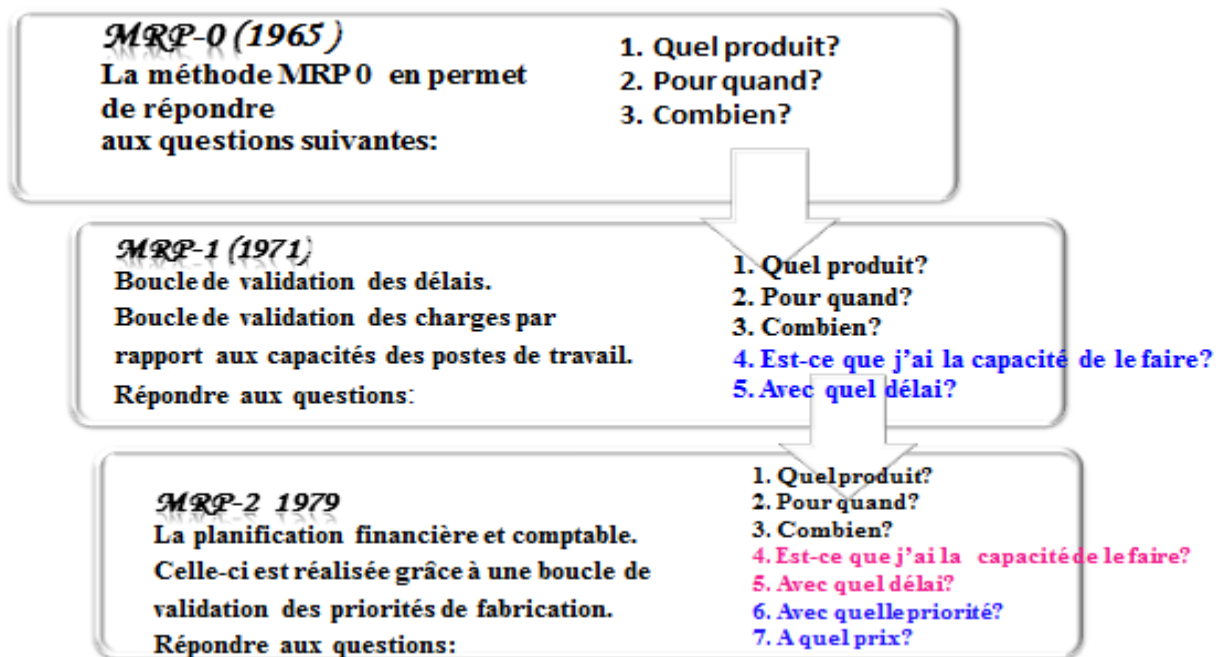 MRP-0 (1965)
La méthode MRP 0 en permet
de répondre
aux questions suivantes:
1. Quel produit?
2. Pour quand?
3. Combien?
MRP-1 (1971)
Boucle de validation des délais.
Boucle de validation des charges par
rapport aux capacités des postes de travail.
Répondre aux questions:
1. Quel produit?
2. Pour quand?
3. Combien?
4. Est-ce que j'ai la capacité de le faire?
5. Avec quel délai?
MRP-2 1979
La planification financière et comptable.
Celle-ci est réalisée grâce à une boucle de
validation des priorités de fabrication.
Répondre aux questions:
1. Quel produit?
2. Pour quand?
3. Combien?
4. Est-ce que j'ai la capacité de le faire?
5. Avec quel délai?
6. Avec quelle priorité?
7. A quel prix?